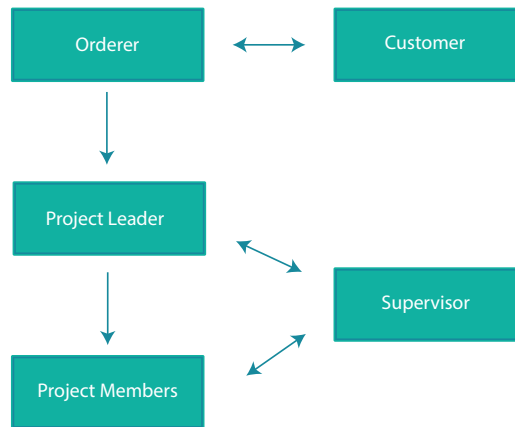 Orderer
Customer
Project Leader
Supervisor
Project Members